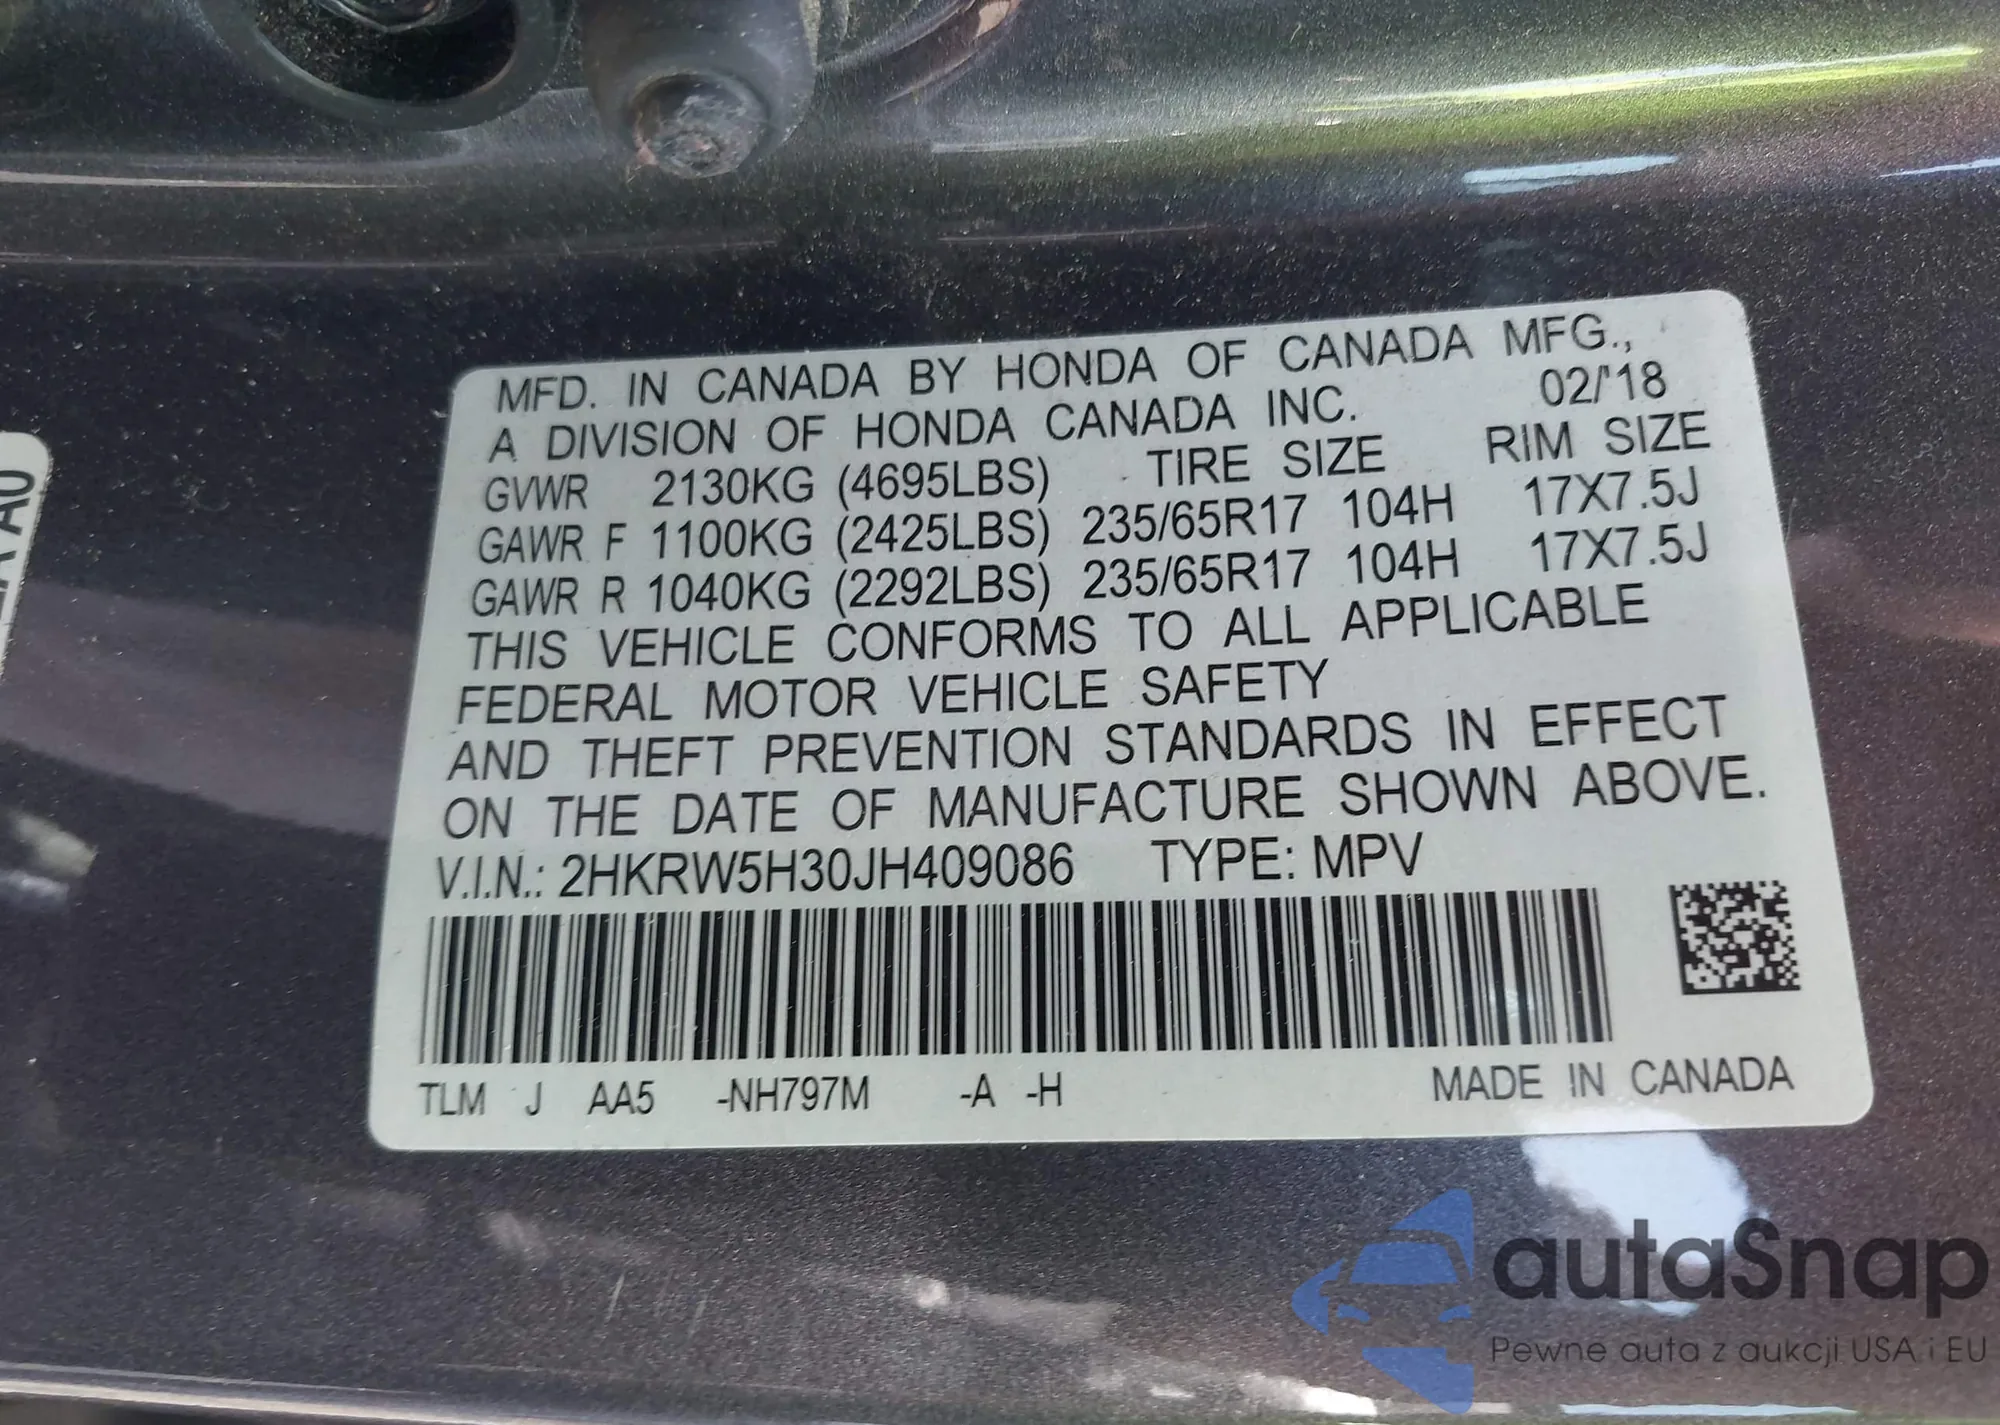 MFD. IN CANADA BY HONDA OF CANADA MFG.,
A DIVISION OF HONDA CANADA INC. 02/'18
GVWR 2130KG (4695LBS) TIRE SIZE RIM SIZE
GAWR F 1100KG (2425LBS) 235/65R17 104H 17X7.5J
GAWR R 1040KG (2292LBS) 235/65R17 104H 17X7.5J
THIS VEHICLE CONFORMS TO ALL APPLICABLE
FEDERAL MOTOR VEHICLE SAFETY
AND THEFT PREVENTION STANDARDS IN EFFECT
ON THE DATE OF MANUFACTURE SHOWN ABOVE.
V.I.N.: 2HKRW5H30JH409086 TYPE: MPV
TLM J AA5 -NH797M -A -H MADE IN CANADA
A0
autaSnap
Pewne auta z aukcji USA i EU